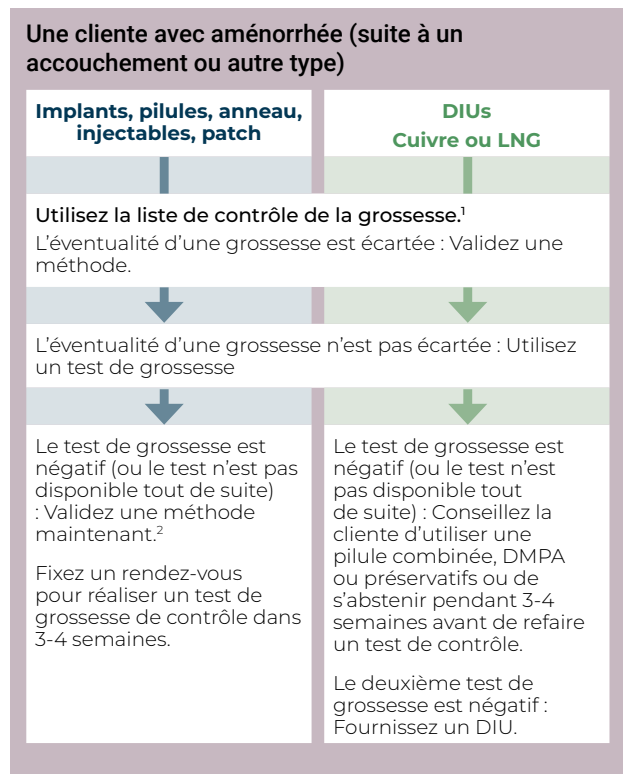 Une cliente avec aménorrhée (suite à un
accouchement ou autre type)
Implants, pilules, anneau,
injectables, patch
DIUs
Cuivre ou LNG
Utilisez la liste de contrôle de la grossesse.¹
L’éventualité d’une grossesse est écartée : Validez une
méthode.
L’éventualité d’une grossesse n’est pas écartée : Utilisez
un test de grossesse
Le test de grossesse est
négatif (ou le test n’est pas
disponible tout de suite)
: Validez une méthode
maintenant.²
Fixez un rendez-vous
pour réaliser un test de
grossesse de contrôle dans
3-4 semaines.
Le test de grossesse est
négatif (ou le test n’est
pas disponible tout
de suite) : Conseillez la
cliente d’utiliser une
pilule combinée, DMPA
ou préservatifs ou de
s’abstenir pendant 3-4
semaines avant de refaire
un test de contrôle.
Le deuxième test de
grossesse est négatif :
Fournissez un DIU.